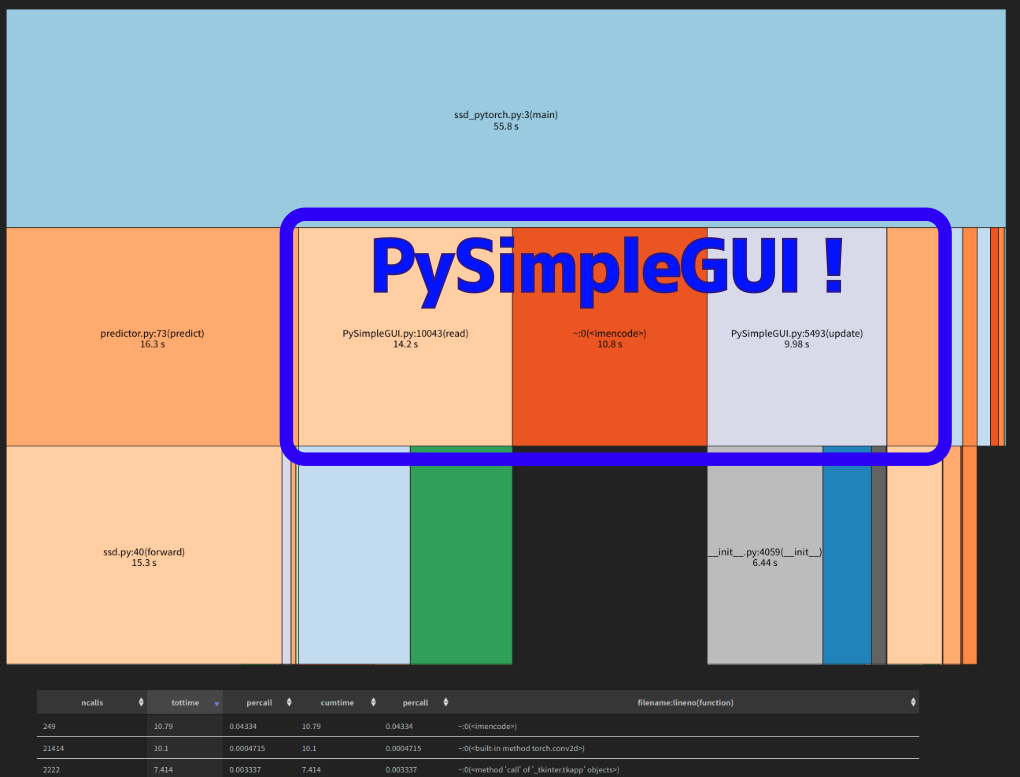 ssd_pytorch.py:3(main)
55.8 s
PySimpleGUI !
predictor.py:73(predict)
16.3 s
PySimpleGUI.py:10043(read)
14.2 s
~:0(<imencode>)
10.8 s
PySimpleGUI.py:5493(update)
9.98 s
ssd.py:40(forward)
15.3 s
__init__.py:4059(__init__)
6.44 s
ncalls tottime percall cumtime percall filename:lineno(function)
249 10.79 0.04334 10.79 0.04334 ~:0(<imencode>)
21414 10.1 0.0004715 10.1 0.0004715 ~:0(<built-in method torch.conv2d>)
2222 7.414 0.003337 7.414 0.003337 ~:0(<method 'call' of '_tkinter.tkapp' objects>)